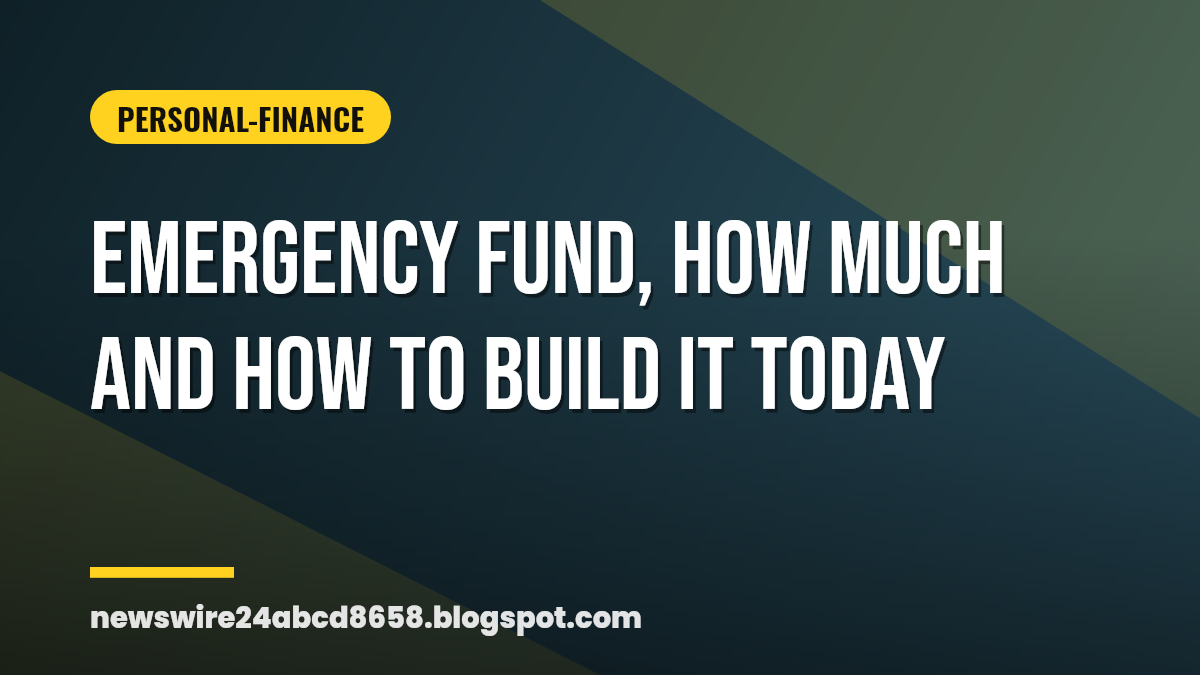 PERSONAL-FINANCE
EMERGENCY FUND, HOW MUCH
AND HOW TO BUILD IT TODAY
newswire24abcd8658.blogspot.com